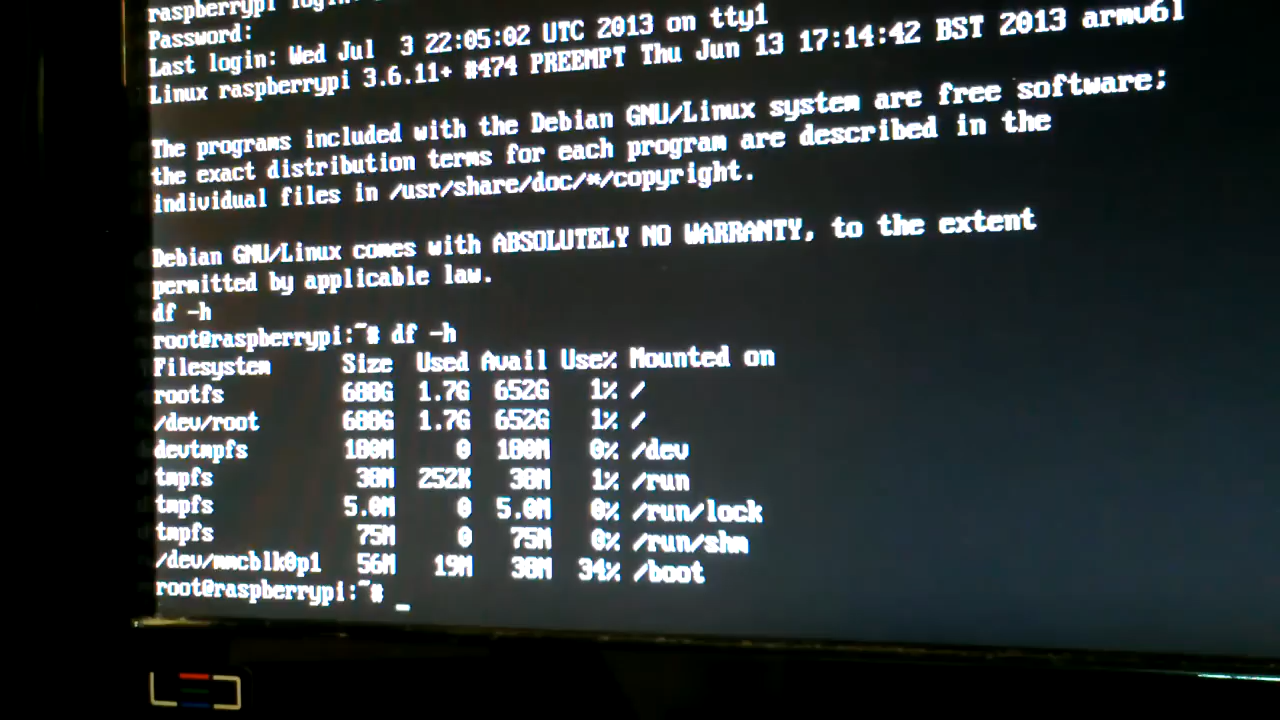 raspberrypi login:
Password:
Last login: Wed Jul  3 22:05:02 UTC 2013 on tty1
Linux raspberrypi 3.6.11+ #474 PREEMPT Thu Jun 13 17:14:42 BST 2013 armv6l
The programs included with the Debian GNU/Linux system are free software;
the exact distribution terms for each program are described in the
individual files in /usr/share/doc/*/copyright.
Debian GNU/Linux comes with ABSOLUTELY NO WARRANTY, to the extent
permitted by applicable law.
df -h
root@raspberrypi:~# df -h
Filesystem Size Used Avail Use% Mounted on
rootfs 688G 1.7G 652G 1% /
/dev/root 688G 1.7G 652G 1% /
devtmpfs 180M 0 180M 0% /dev
tmpfs 38M 252K 38M 1% /run
tmpfs 5.0M 0 5.0M 0% /run/lock
tmpfs 75M 0 75M 0% /run/shm
/dev/mmcblk0p1 56M 19M 38M 34% /boot
root@raspberrypi:~# _